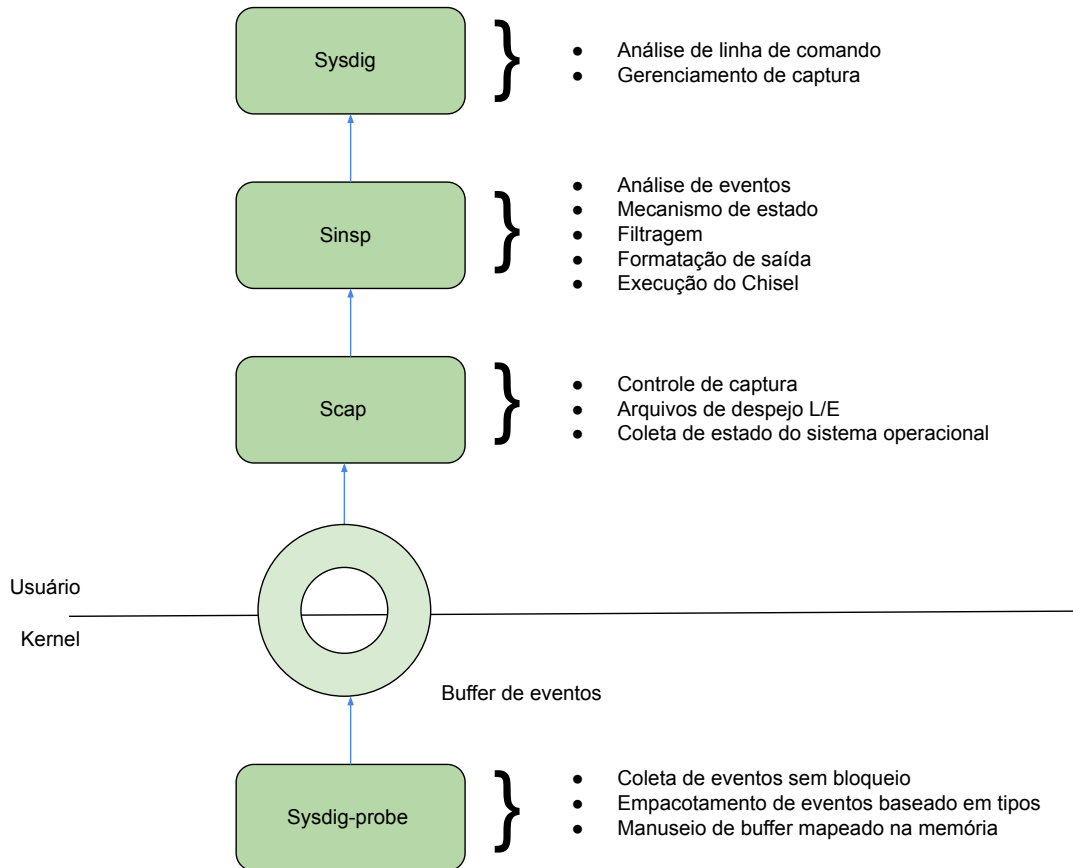 Sysdig
● Análise de linha de comando
● Gerenciamento de captura
Sinsp
● Análise de eventos
● Mecanismo de estado
● Filtragem
● Formatação de saída
● Execução do Chisel
Scap
● Controle de captura
● Arquivos de despejo L/E
● Coleta de estado do sistema operacional
Usuário
Kernel
Buffer de eventos
Sysdig-probe
● Coleta de eventos sem bloqueio
● Empacotamento de eventos baseado em tipos
● Manuseio de buffer mapeado na memória